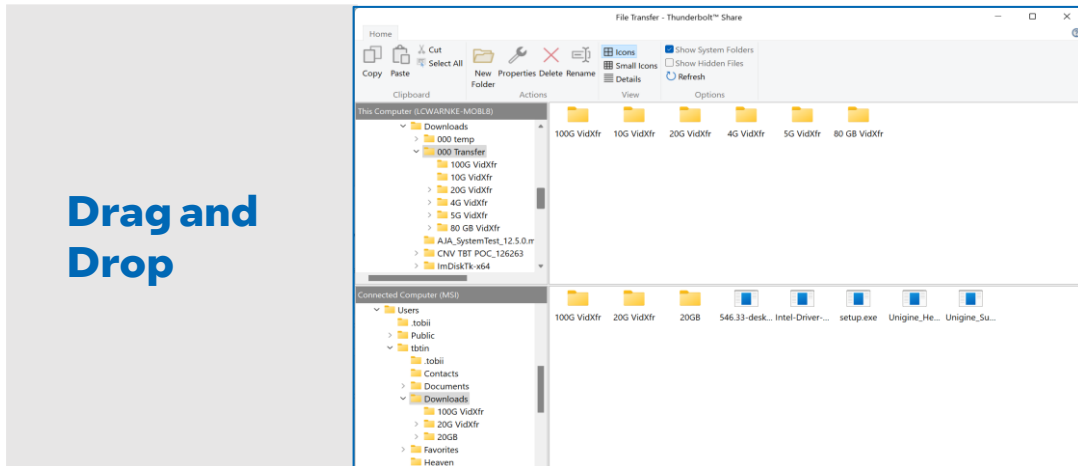 Drag and
Drop
File Transfer - Thunderbolt™ Share
Home
Copy
Paste
Cut
Select All
Clipboard
New
Folder
Properties
Delete
Rename
Actions
Icons
Small Icons
Details
View
Show System Folders
Show Hidden Files
Refresh
Options
This Computer (LCWARNKE-MOBL8)
Downloads
000 temp
000 Transfer
100G VidXfr
10G VidXfr
20G VidXfr
4G VidXfr
5G VidXfr
80 GB VidXfr
AJA_SystemTest_12.5.0.m
CNV TBT POC_126263
ImDiskTk-x64
100G VidXfr
10G VidXfr
20G VidXfr
4G VidXfr
5G VidXfr
80 GB VidXfr
Connected Computer (MSI)
Users
.tobii
Public
tbtin
.tobii
Contacts
Documents
Downloads
100G VidXfr
20G VidXfr
20GB
Favorites
Heaven
100G VidXfr
20G VidXfr
20GB
546.33-desk...
Intel-Driver-...
setup.exe
Unigine_He...
Unigine_Su...